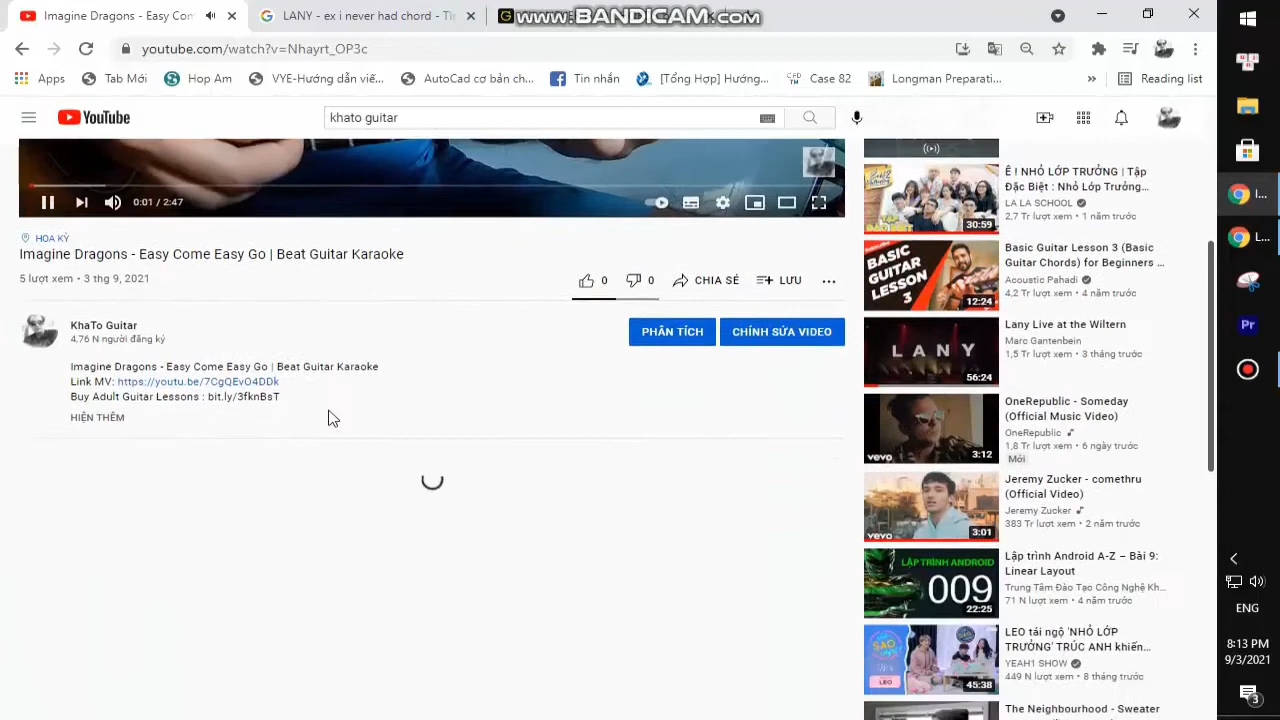 Imagine Dragons - Easy Com
LANY - ex i never had chord - T
www.BANDICAM.com
youtube.com/watch?v=Nhayrt_OP3c
Apps
Tab Mới
Hop Am
VYE-Hướng dẫn viế...
AutoCad cơ bản ch...
Tin nhắn
[Tổng Hợp] Hướng...
Case 82
Longman Preparati...
»
Reading list
YouTube
khato guitar
0:01 / 2:47
HOA KỲ
Imagine Dragons - Easy Come Easy Go | Beat Guitar Karaoke
5 lượt xem • 3 thg 9, 2021
0
0
CHIA SẺ
LƯU
KhaTo Guitar
4,76 N người đăng ký
PHÂN TÍCH
CHỈNH SỬA VIDEO
Imagine Dragons - Easy Come Easy Go | Beat Guitar Karaoke
Link MV: https://youtu.be/7CgQEvO4DDk
Buy Adult Guitar Lessons : bit.ly/3fknBsT
HIỆN THÊM
30:59
Ê ! NHỎ LỚP TRƯỞNG | Tập
Đặc Biệt : Nhỏ Lớp Trưởng...
LA LA SCHOOL
2,7 Tr lượt xem • 1 năm trước
BASIC
GUITAR
LESSON
3
12:24
Basic Guitar Lesson 3 (Basic
Guitar Chords) for Beginners ...
Acoustic Pahadi
4,2 Tr lượt xem • 4 năm trước
LANY
56:24
Lany Live at the Wiltern
Marc Gantenbein
1,5 Tr lượt xem • 3 tháng trước
vevo
3:12
OneRepublic - Someday
(Official Music Video)
OneRepublic
1,8 Tr lượt xem • 6 ngày trước
Mới
vevo
3:01
Jeremy Zucker - comethru
(Official Video)
Jeremy Zucker
383 Tr lượt xem • 2 năm trước
LẬP TRÌNH ANDROID
009
22:25
Lập trình Android A-Z – Bài 9:
Linear Layout
Trung Tâm Đào Tạo Công Nghệ Kh...
71 N lượt xem • 4 năm trước
SAO
LEO
45:38
LEO tái ngộ 'NHỎ LỚP
TRƯỞNG' TRÚC ANH khiến...
YEAH1 SHOW
449 N lượt xem • 8 tháng trước
The Neighbourhood - Sweater
I...
L...
Pr
ENG
8:13 PM
9/3/2021
3